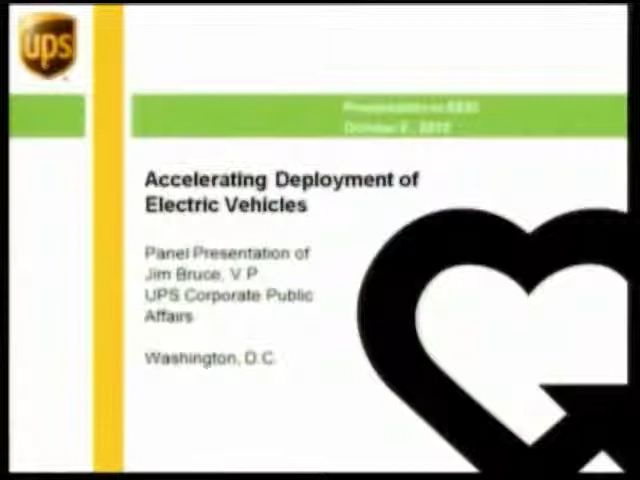 ups
Accelerating Deployment of
Electric Vehicles
Panel Presentation of
Jim Bruce, V P
UPS Corporate Public
Affairs
Washington, D.C.